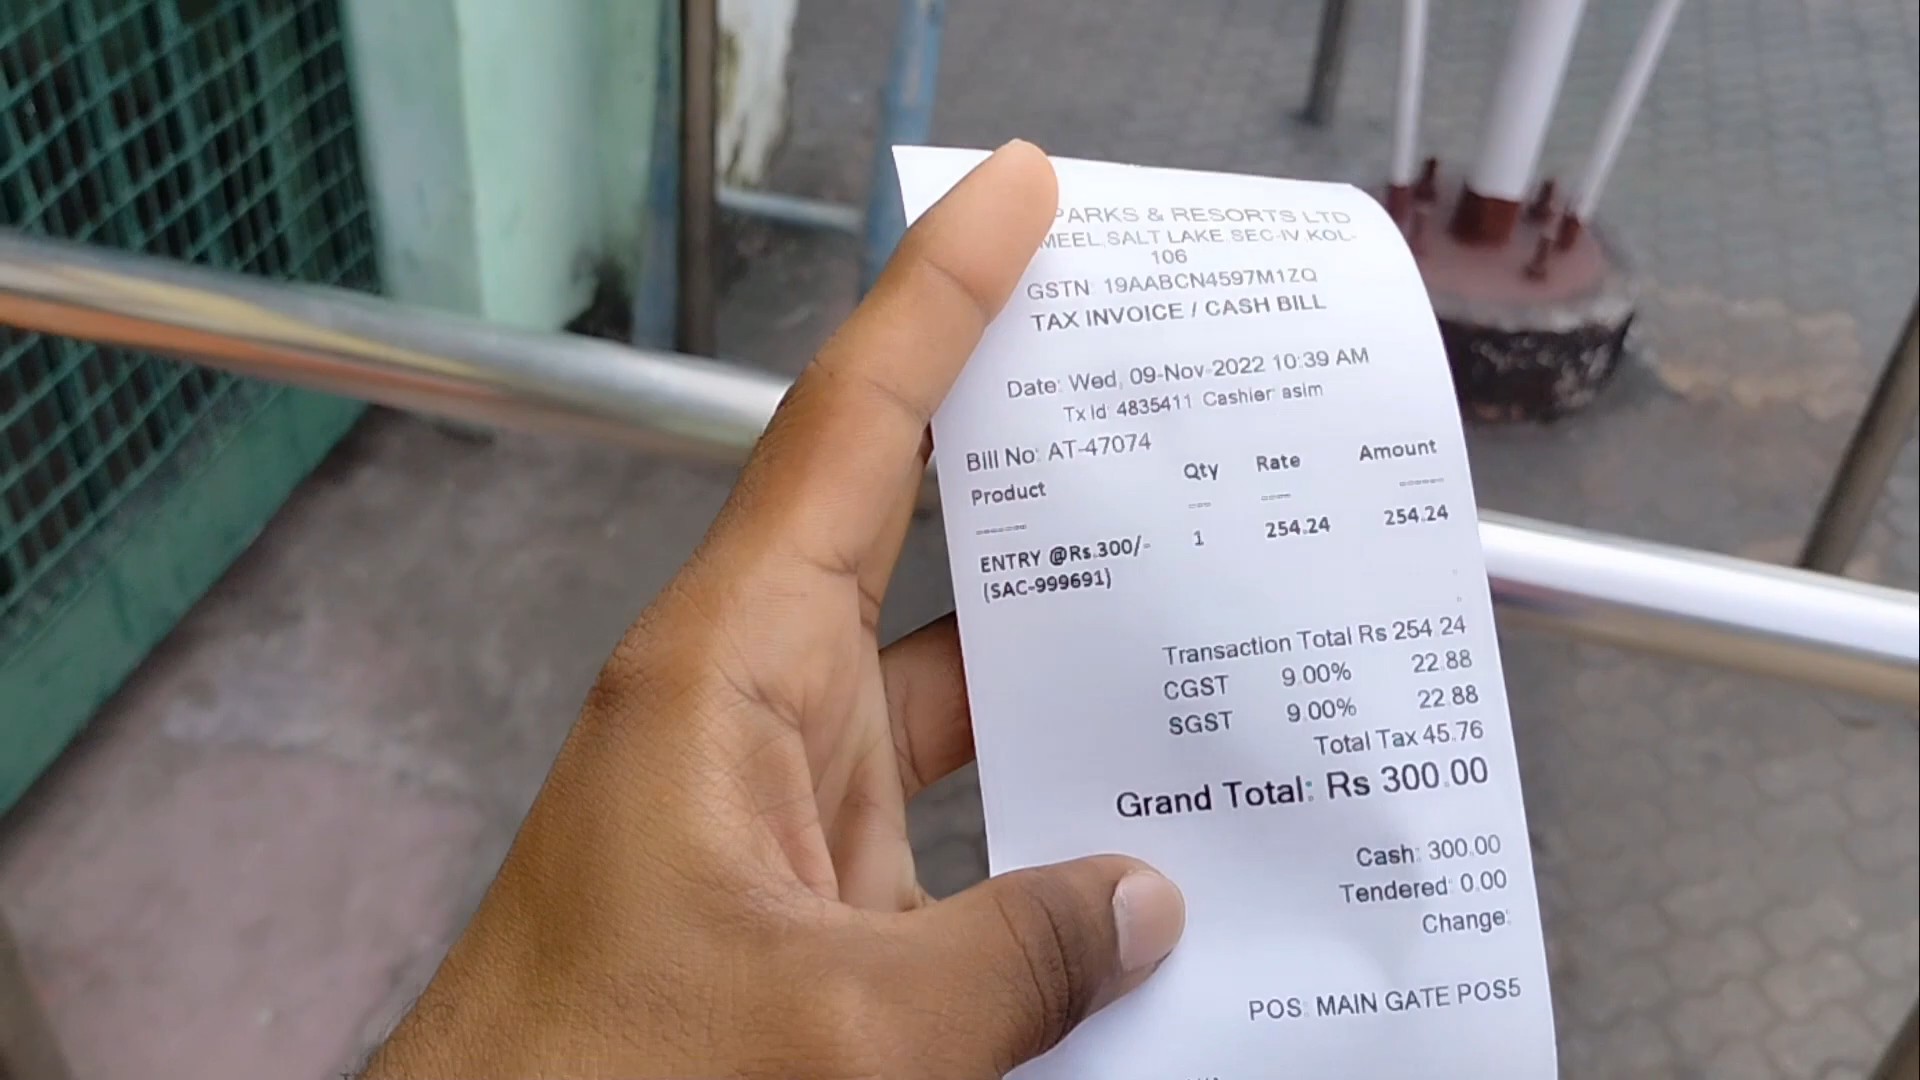 PARKS & RESORTS LTD
MEEL,SALT LAKE SEC-IV KOL-
106
GSTN: 19AABCN4597M1ZQ
TAX INVOICE / CASH BILL
Date: Wed, 09-Nov-2022 10:39 AM
Tx Id: 4835411 Cashier asim
Bill No: AT-47074
Product Qty Rate Amount
ENTRY @Rs.300/- 1 254.24 254.24
(SAC-999691)
Transaction Total Rs 254.24
CGST 9.00% 22.88
SGST 9.00% 22.88
Total Tax 45.76
Grand Total: Rs 300.00
Cash: 300.00
Tendered: 0.00
Change:
POS: MAIN GATE POS5